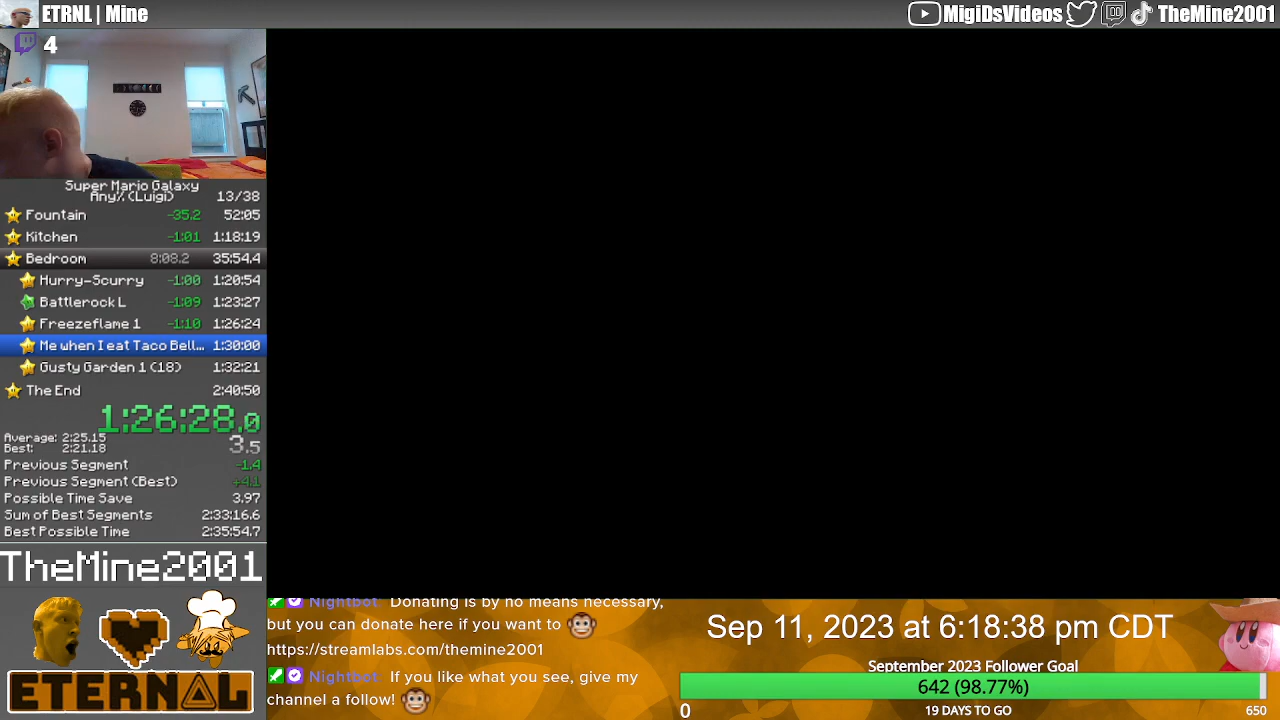 ETRNL | Mine
MigiDsVideos
TheMine2001
4
Super Mario Galaxy
Any% (Luigi)
13/38
Fountain -35.2 52:05
Kitchen -1:01 1:18:19
Bedroom 8:08.2 35:54.4
Hurry-Scurry -1:00 1:20:54
Battlerock L -1:09 1:23:27
Freezeflame 1 -1:10 1:26:24
Me when I eat Taco Bell... 1:30:00
Gusty Garden 1 (18) 1:32:21
The End 2:40:50
1:26:28.0
Average: 2:25.15
Best: 2:21.18
3.5
Previous Segment -1.4
Previous Segment (Best) +4.1
Possible Time Save 3.97
Sum of Best Segments 2:33:16.6
Best Possible Time 2:35:54.7
TheMine2001
ETERNAL
Nightbot: Donating is by no means necessary,
but you can donate here if you want to
https://streamlabs.com/themine2001
Nightbot: If you like what you see, give my
channel a follow!
Sep 11, 2023 at 6:18:38 pm CDT
September 2023 Follower Goal
642 (98.77%)
0
19 DAYS TO GO
650